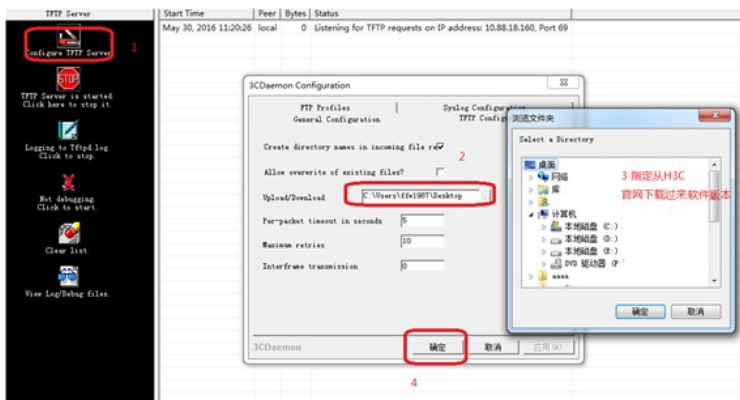 TFTP Server
Configure TFTP Server
1
TFTP Server is started.
Click here to stop it.
Logging to Tftpd.log.
Click to stop.
Not debugging.
Click to start.
Clear list.
View Log/Debug files.
Start Time Peer Bytes Status
May 30, 2016 11:20:26 local 0 Listening for TFTP requests on IP address: 10.88.18.160, Port 69
3CDaemon Configuration
FTP Profiles Syslog Configuration
General Configuration TFTP Config
Create directory names in incoming file re
2
Allow overwrite of existing files?
Upload/Download C:\Users\ffe1987\Desktop
Per-packet timeout in seconds 5
Maximum retries 10
Interframe transmission 0
3CDaemon 确定 取消 应用(A)
4
浏览文件夹
Select a Directory
桌面
网络
库
计算机
本地磁盘 (C:)
本地磁盘 (D:)
本地磁盘 (E:)
DVD 驱动器 (F
3 指定从H3C
官网下载过来软件版本
确定 取消